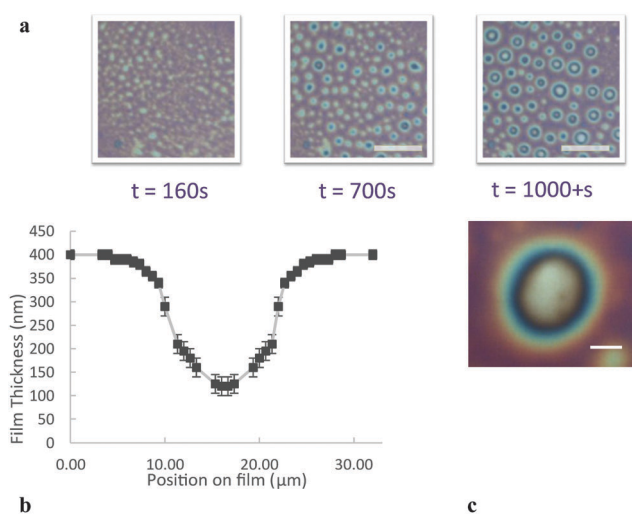 a
t = 160s
t = 700s
t = 1000+s
450
400
350
300
250
200
150
100
50
0
Film Thickness (nm)
0.00 10.00 20.00 30.00
Position on film (μm)
b
c